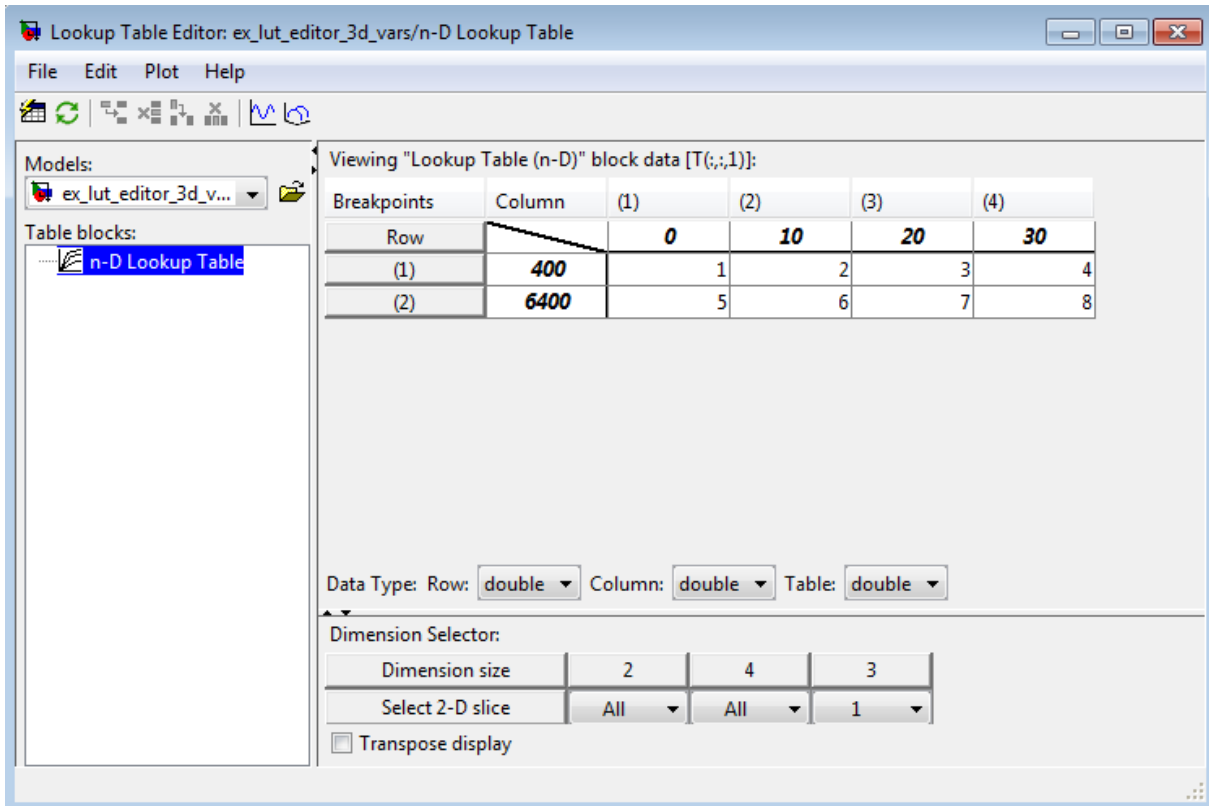 Lookup Table Editor: ex_lut_editor_3d_vars/n-D Lookup Table
File Edit Plot Help
Models:
ex_lut_editor_3d_v...
Table blocks:
n-D Lookup Table
Viewing "Lookup Table (n-D)" block data [T(:,:,1)]:
Breakpoints Column (1) (2) (3) (4)
Row 0 10 20 30
(1) 400 1 2 3 4
(2) 6400 5 6 7 8
Data Type: Row: double Column: double Table: double
Dimension Selector:
Dimension size 2 4 3
Select 2-D slice All All 1
Transpose display